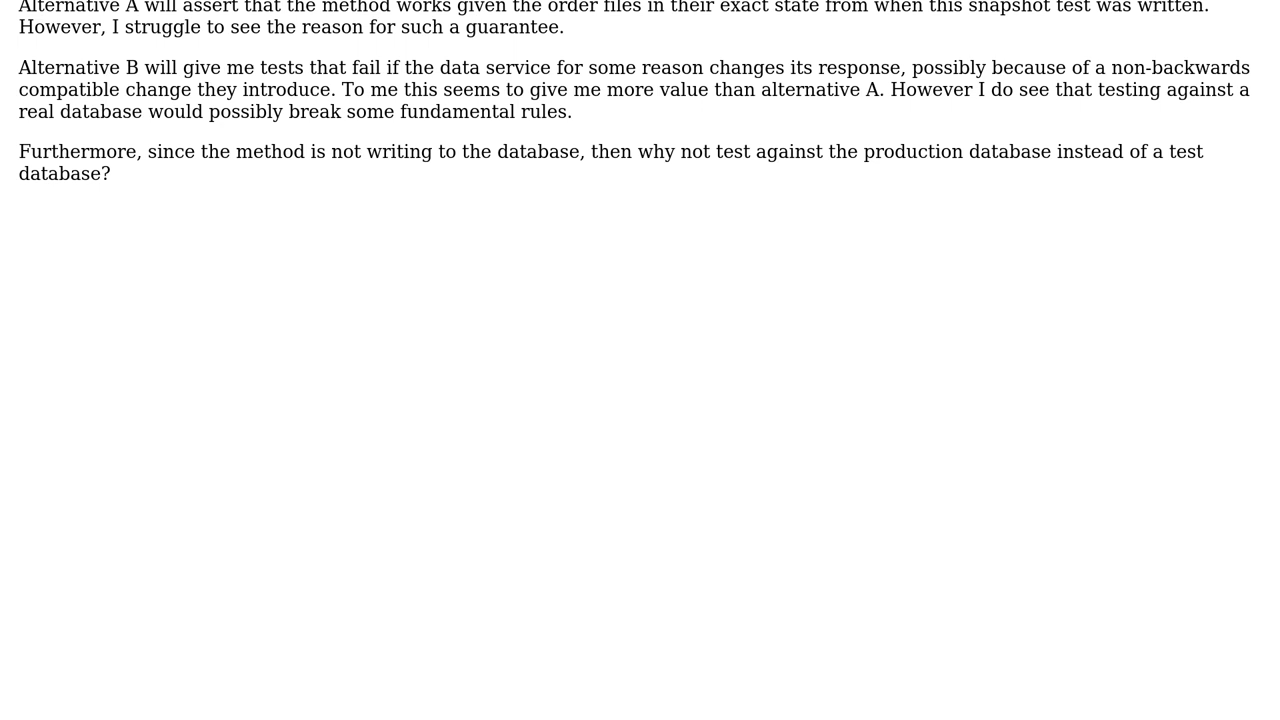 Alternative A will assert that the method works given the order files in their exact state from when this snapshot test was written.
However, I struggle to see the reason for such a guarantee.
Alternative B will give me tests that fail if the data service for some reason changes its response, possibly because of a non-backwards
compatible change they introduce. To me this seems to give me more value than alternative A. However I do see that testing against a
real database would possibly break some fundamental rules.
Furthermore, since the method is not writing to the database, then why not test against the production database instead of a test
database?